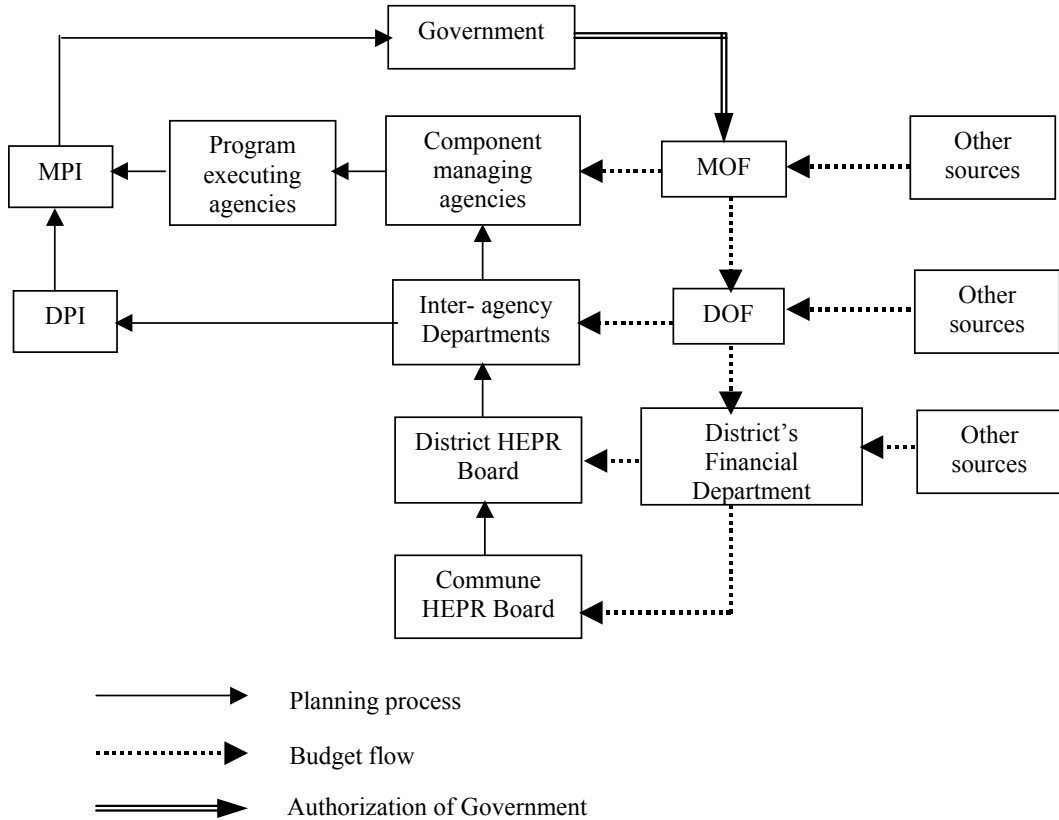 Government
Program
executing
agencies
Component
managing
agencies
Other
sources
MPI
MOF
Inter- agency
Departments
Other
sources
DPI
DOF
District HEPR
Board
District’s
Financial
Department
Other
sources
Commune
HEPR Board
Planning process
Budget flow
Authorization of Government